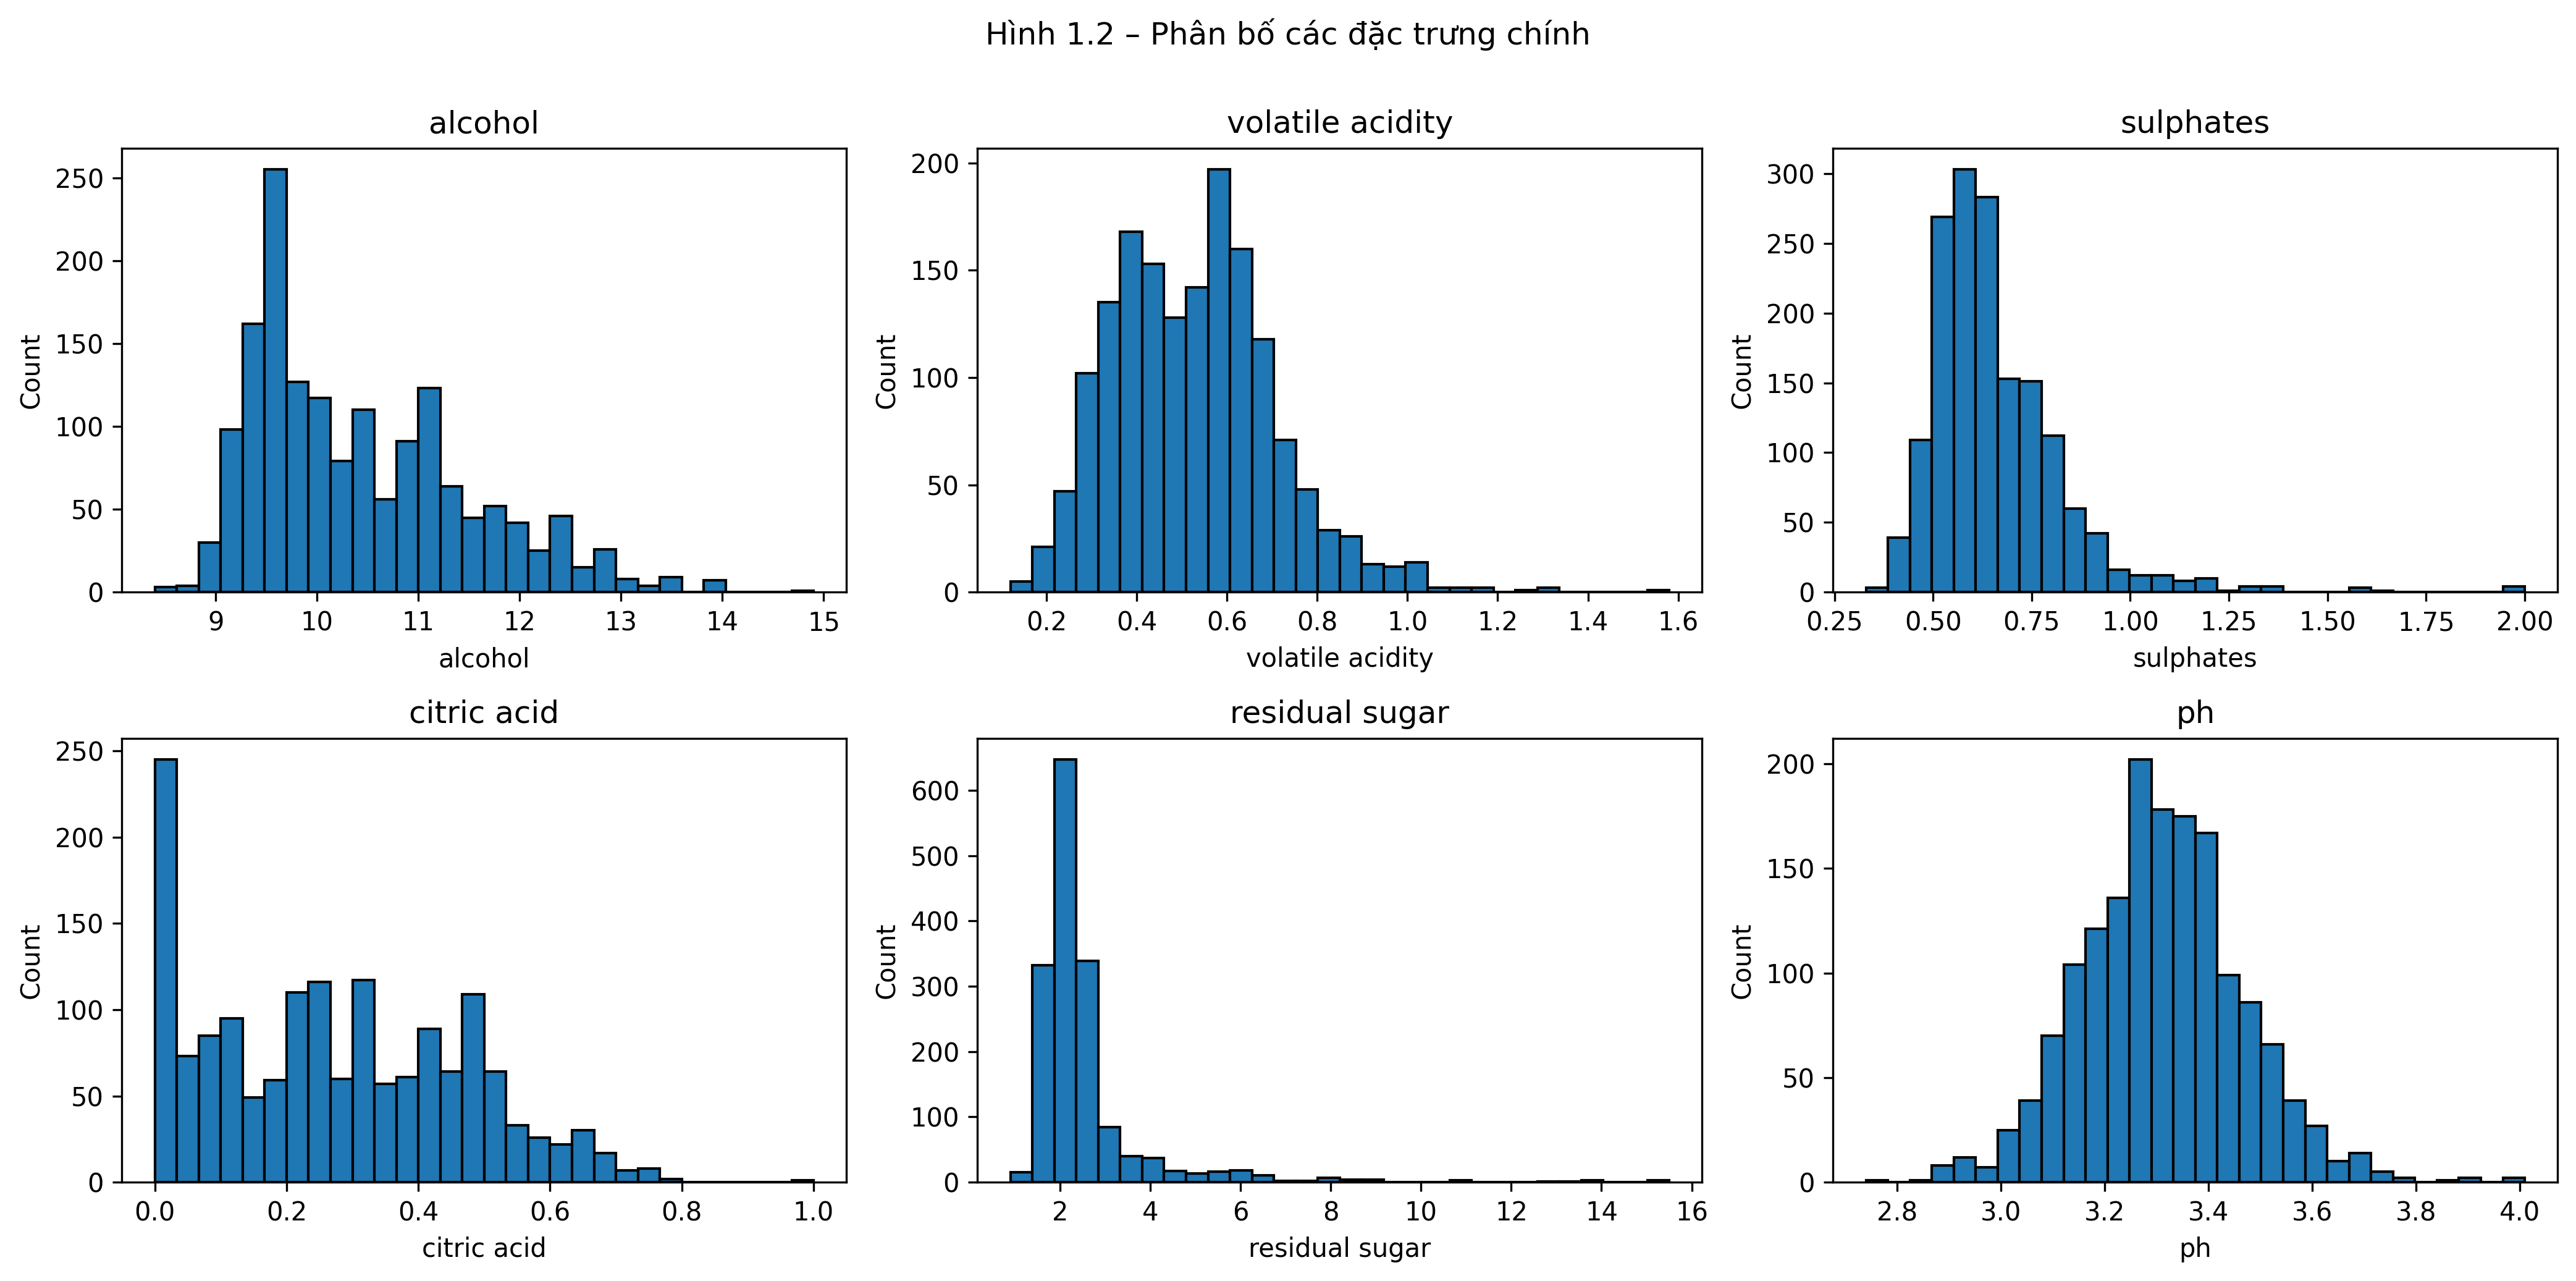 Hình 1.2 – Phân bố các đặc trưng chính
alcohol
250
200
150
100
50
0
Count
9 10 11 12 13 14 15
alcohol
volatile acidity
200
150
100
50
0
Count
0.2 0.4 0.6 0.8 1.0 1.2 1.4 1.6
volatile acidity
sulphates
300
250
200
150
100
50
0
Count
0.25 0.50 0.75 1.00 1.25 1.50 1.75 2.00
sulphates
citric acid
250
200
150
100
50
0
Count
0.0 0.2 0.4 0.6 0.8 1.0
citric acid
residual sugar
600
500
400
300
200
100
0
Count
2 4 6 8 10 12 14 16
residual sugar
ph
200
150
100
50
0
Count
2.8 3.0 3.2 3.4 3.6 3.8 4.0
ph